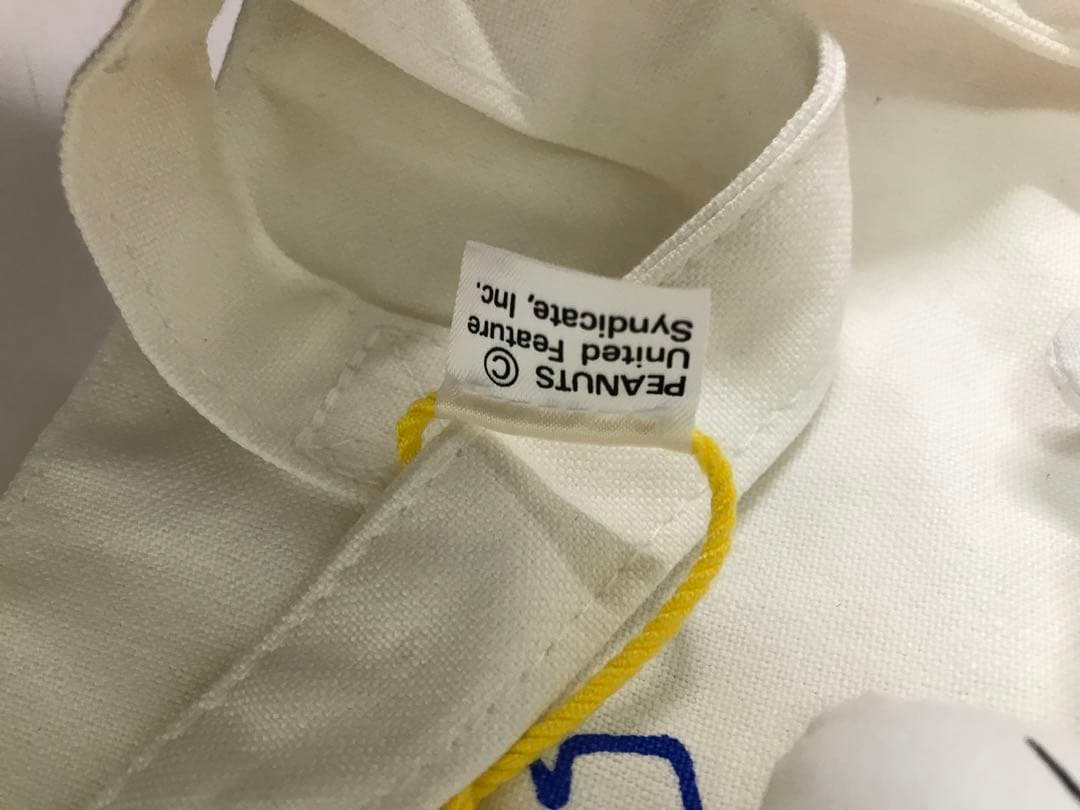 PEANUTS ©
United Feature
Syndicate, Inc.